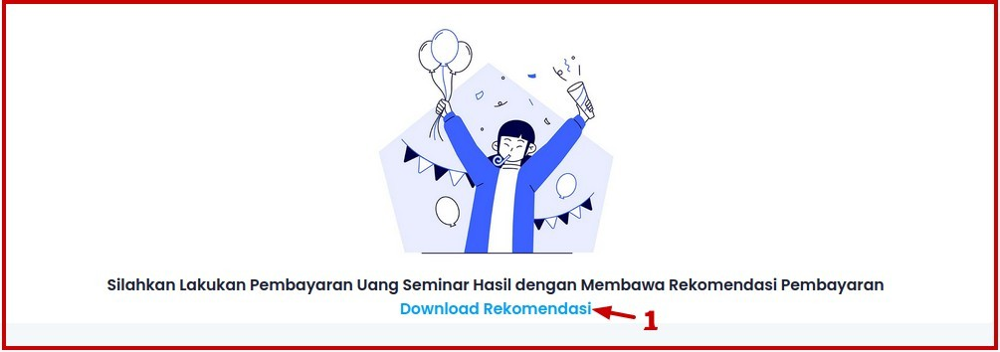 Silahkan Lakukan Pembayaran Uang Seminar Hasil dengan Membawa Rekomendasi Pembayaran
Download Rekomendasi
1